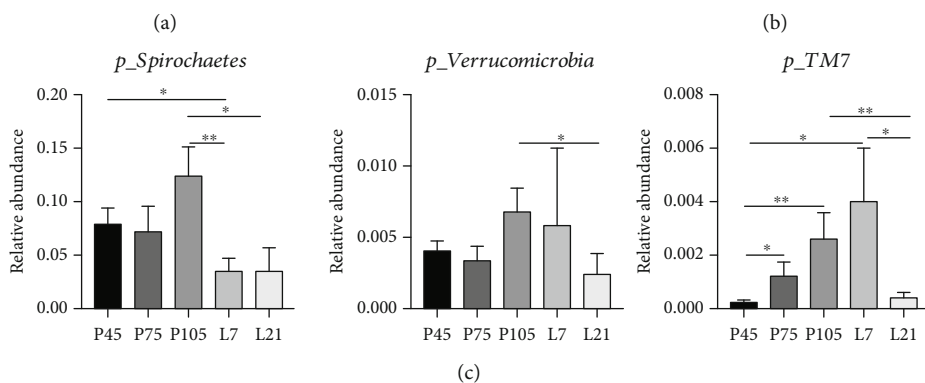 (a)
(b)
p_Spirochaetes
Relative abundance
0.20
0.15
0.10
0.05
0.00
*
*
**
P45 P75 P105 L7 L21
p_Verrucomicrobia
Relative abundance
0.015
0.010
0.005
0.000
*
P45 P75 P105 L7 L21
p_TM7
Relative abundance
0.008
0.006
0.004
0.002
0.000
**
*
*
**
*
P45 P75 P105 L7 L21
(c)